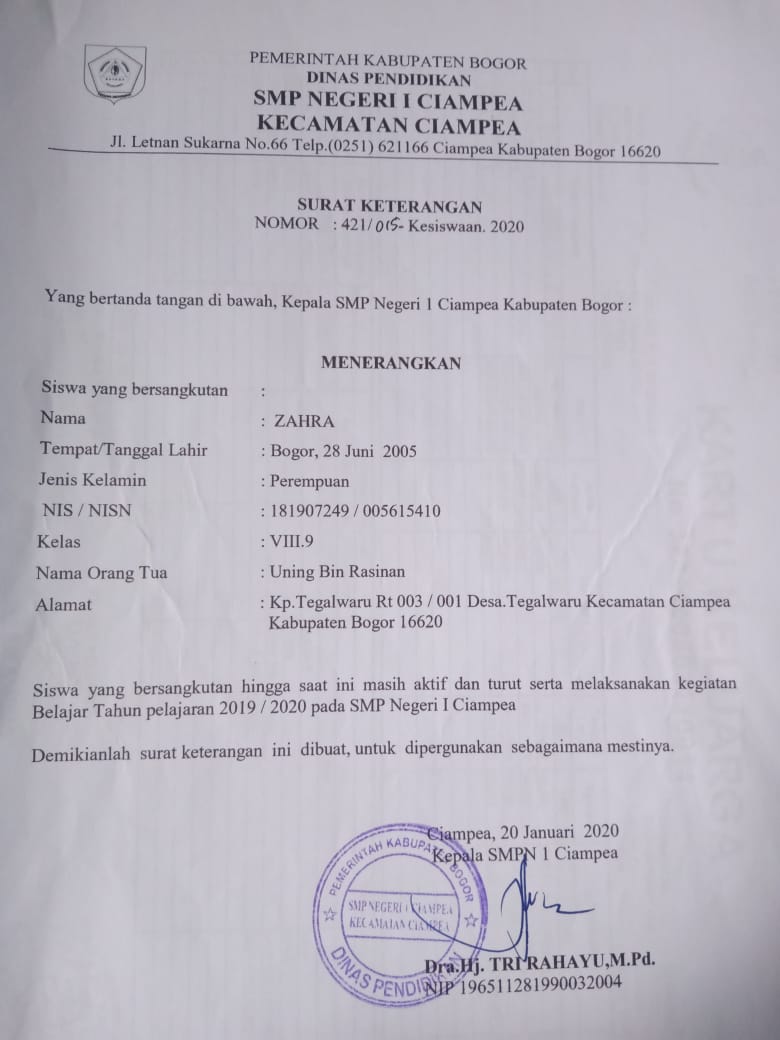 PEMERINTAH KABUPATEN BOGOR
DINAS PENDIDIKAN
SMP NEGERI I CIAMPEA
KECAMATAN CIAMPEA
Jl. Letnan Sukarna No.66 Telp.(0251) 621166 Ciampea Kabupaten Bogor 16620
SURAT KETERANGAN
NOMOR : 421/015- Kesiswaan. 2020
Yang bertanda tangan di bawah, Kepala SMP Negeri 1 Ciampea Kabupaten Bogor :
MENERANGKAN
Siswa yang bersangkutan :
Nama : ZAHRA
Tempat/Tanggal Lahir : Bogor, 28 Juni 2005
Jenis Kelamin : Perempuan
NIS / NISN : 181907249 / 005615410
Kelas : VIII.9
Nama Orang Tua : Uning Bin Rasinan
Alamat : Kp.Tegalwaru Rt 003 / 001 Desa.Tegalwaru Kecamatan Ciampea
Kabupaten Bogor 16620
Siswa yang bersangkutan hingga saat ini masih aktif dan turut serta melaksanakan kegiatan
Belajar Tahun pelajaran 2019 / 2020 pada SMP Negeri I Ciampea
Demikianlah surat keterangan ini dibuat, untuk dipergunakan sebagaimana mestinya.
Ciampea, 20 Januari 2020
Kepala SMPN 1 Ciampea
PEMERINTAH KABUPATEN BOGOR
SMP NEGERI 1 CIAMPEA
KECAMATAN CIAMPEA
DINAS PENDIDIKAN
Dra.Hj. TRI RAHAYU,M.Pd.
NIP 196511281990032004